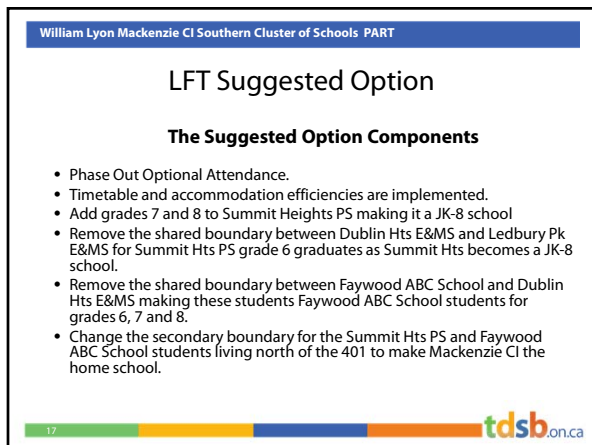 William Lyon Mackenzie CI Southern Cluster of Schools  PART
LFT Suggested Option
The Suggested Option Components
• Phase Out Optional Attendance.
• Timetable and accommodation efficiencies are implemented.
• Add grades 7 and 8 to Summit Heights PS making it a JK-8 school
• Remove the shared boundary between Dublin Hts E&MS and Ledbury Pk
E&MS for Summit Hts PS grade 6 graduates as Summit Hts becomes a JK-8
school.
• Remove the shared boundary between Faywood ABC School and Dublin
Hts E&MS making these students Faywood ABC School students for
grades 6, 7 and 8.
• Change the secondary boundary for the Summit Hts PS and Faywood
ABC School students living north of the 401 to make Mackenzie CI the
home school.
17
tdsb.on.ca